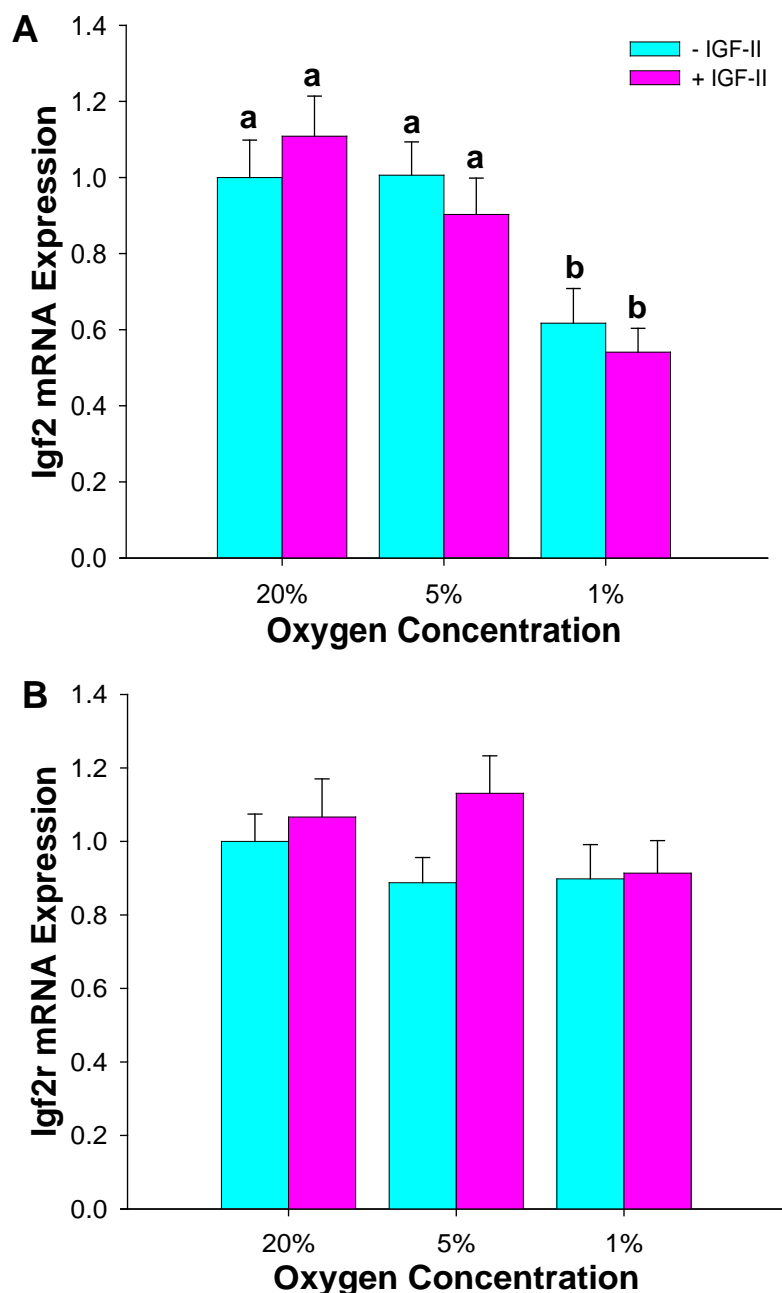 A
- IGF-II
+ IGF-II
Igf2 mRNA Expression
1.4
1.2
1.0
0.8
0.6
0.4
0.2
0.0
a
a
a
a
b
b
20%
5%
1%
Oxygen Concentration
B
Igf2r mRNA Expression
1.4
1.2
1.0
0.8
0.6
0.4
0.2
0.0
20%
5%
1%
Oxygen Concentration